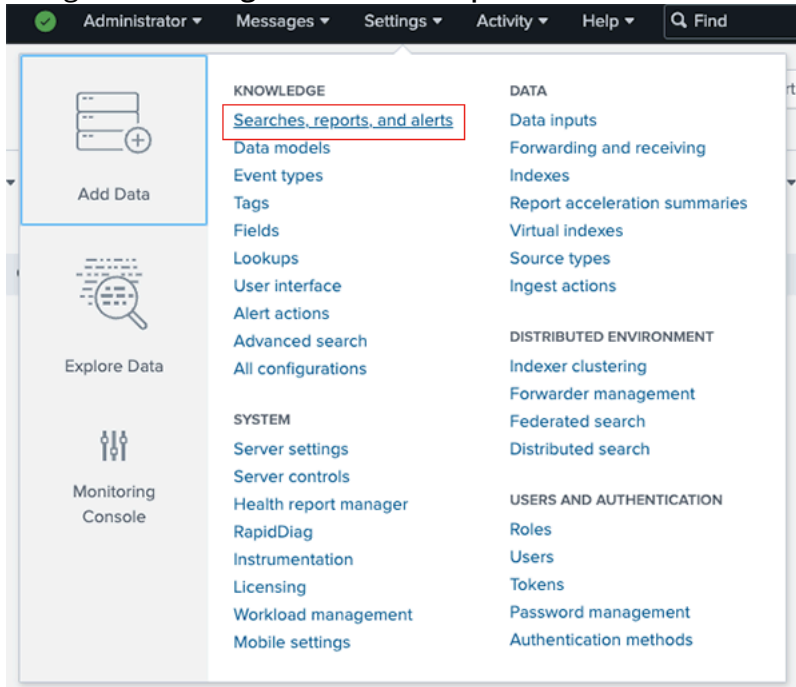 Administrator Messages Settings Activity Help Find
Add Data
Explore Data
Monitoring
Console
KNOWLEDGE
Searches, reports, and alerts
Data models
Event types
Tags
Fields
Lookups
User interface
Alert actions
Advanced search
All configurations
SYSTEM
Server settings
Server controls
Health report manager
RapidDiag
Instrumentation
Licensing
Workload management
Mobile settings
DATA
Data inputs
Forwarding and receiving
Indexes
Report acceleration summaries
Virtual indexes
Source types
Ingest actions
DISTRIBUTED ENVIRONMENT
Indexer clustering
Forwarder management
Federated search
Distributed search
USERS AND AUTHENTICATION
Roles
Users
Tokens
Password management
Authentication methods